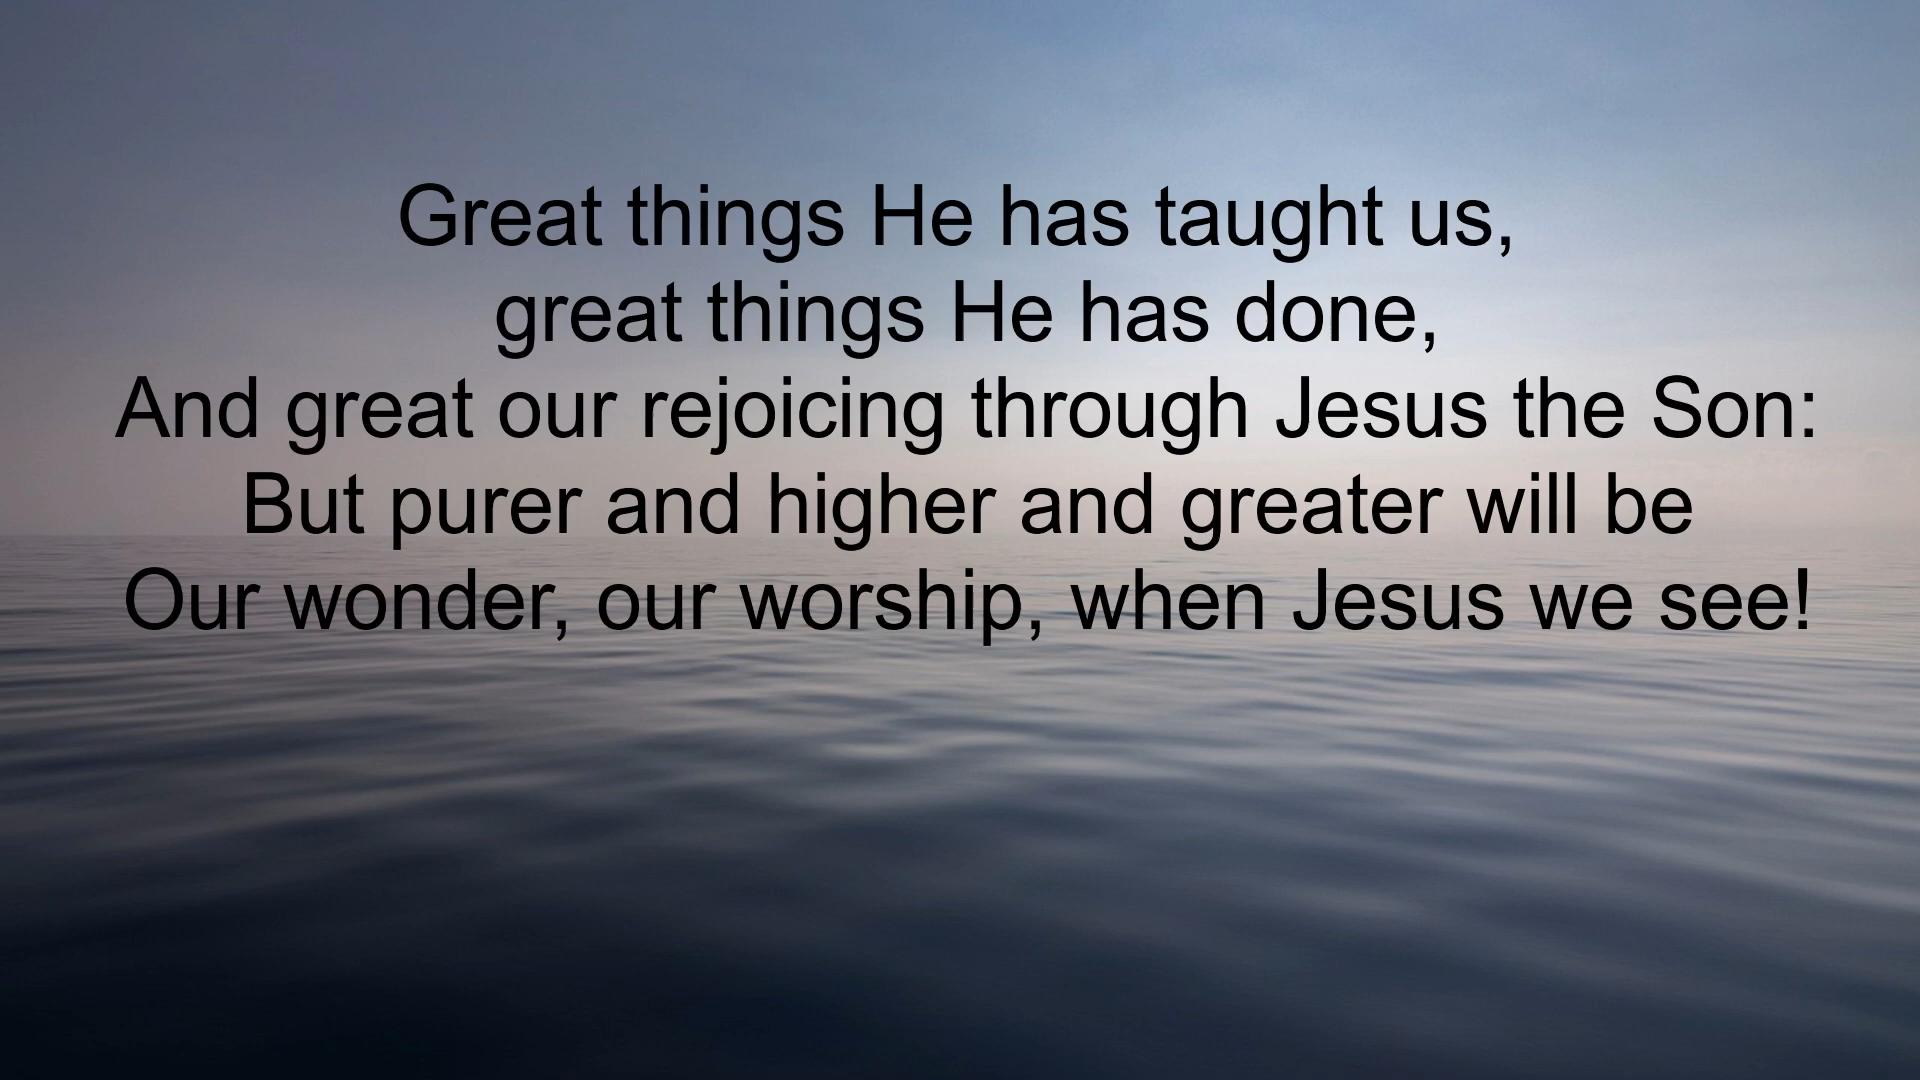 Great things He has taught us,
great things He has done,
And great our rejoicing through Jesus the Son:
But purer and higher and greater will be
Our wonder, our worship, when Jesus we see!